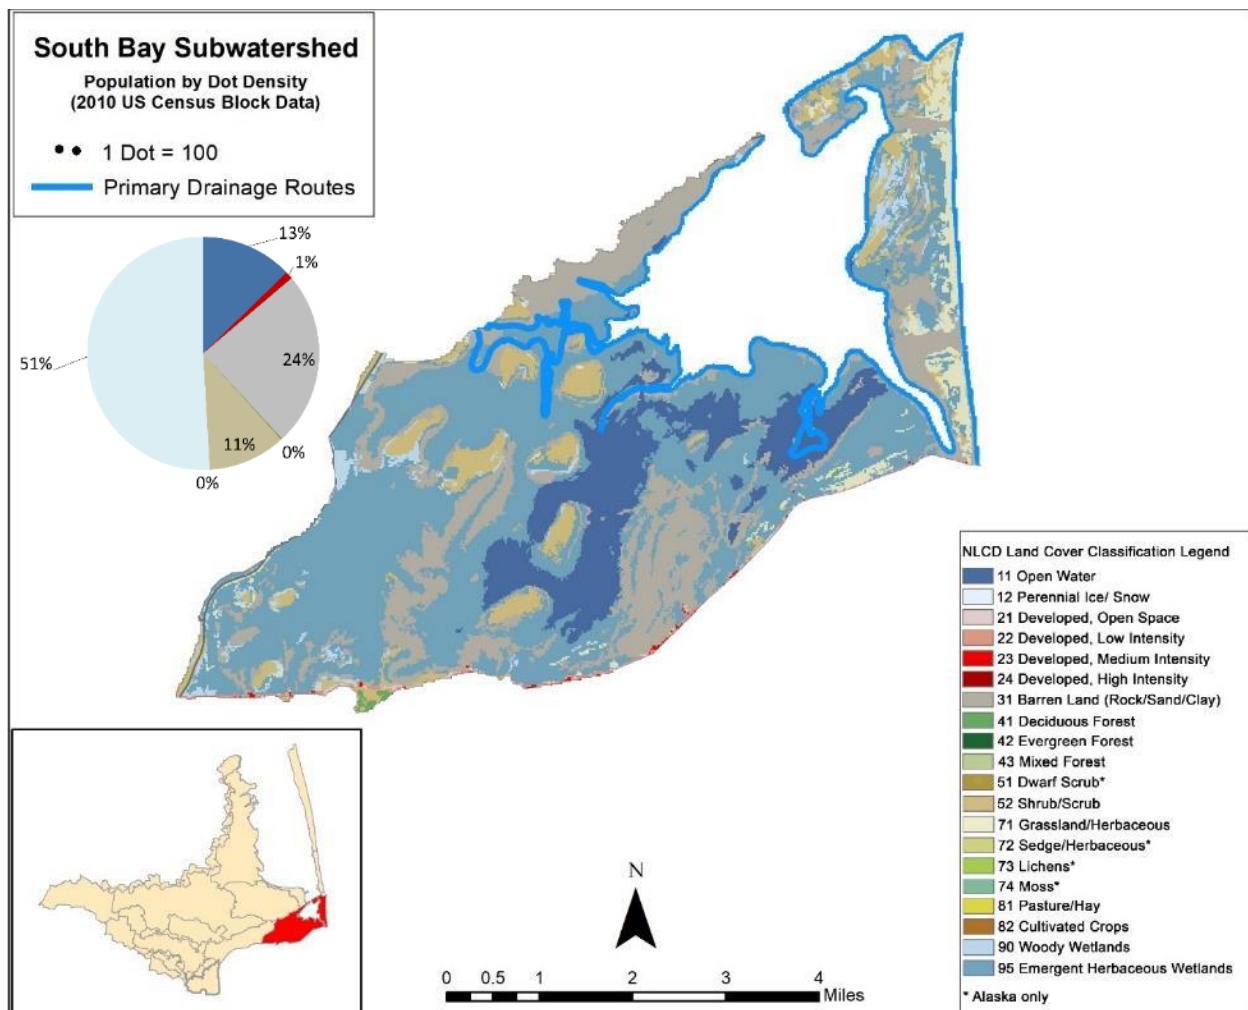 South Bay Subwatershed
Population by Dot Density
(2010 US Census Block Data)
1 Dot = 100
Primary Drainage Routes
13%
1%
51%
24%
11%
0%
0%
NLCD Land Cover Classification Legend
11 Open Water
12 Perennial Ice/ Snow
21 Developed, Open Space
22 Developed, Low Intensity
23 Developed, Medium Intensity
24 Developed, High Intensity
31 Barren Land (Rock/Sand/Clay)
41 Deciduous Forest
42 Evergreen Forest
43 Mixed Forest
51 Dwarf Scrub*
52 Shrub/Scrub
71 Grassland/Herbaceous
72 Sedge/Herbaceous*
73 Lichens*
74 Moss*
81 Pasture/Hay
82 Cultivated Crops
90 Woody Wetlands
95 Emergent Herbaceous Wetlands
* Alaska only
N
0 0.5 1 2 3 4
Miles